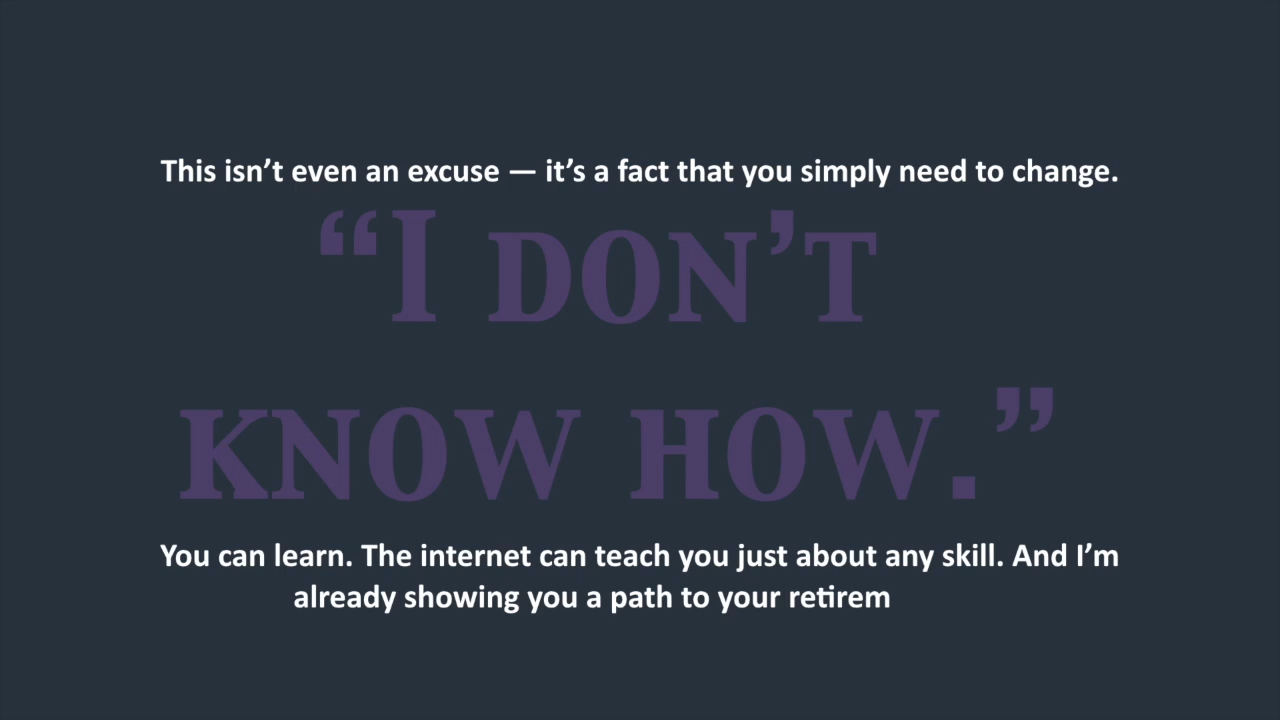 This isn’t even an excuse — it’s a fact that you simply need to change.
“I DON’T
KNOW HOW.”
You can learn. The internet can teach you just about any skill. And I’m
already showing you a path to your retirem